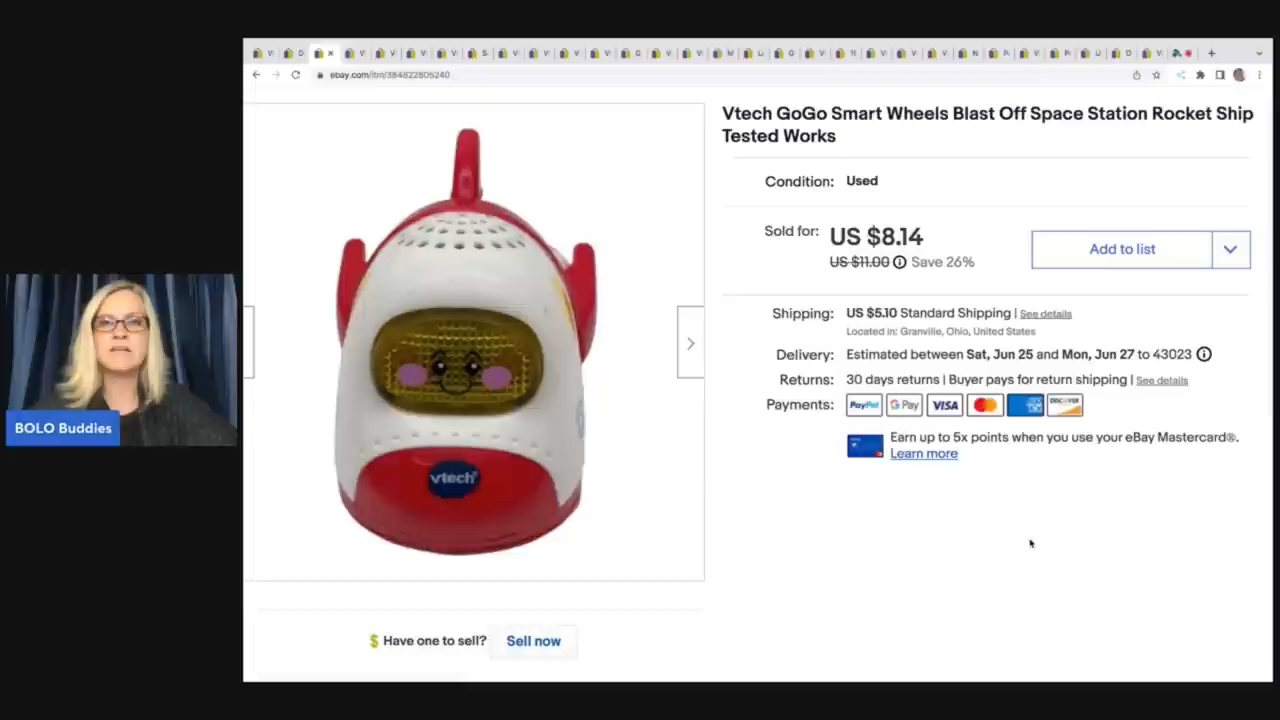 ebay.com/itm/384822805240
Vtech GoGo Smart Wheels Blast Off Space Station Rocket Ship
Tested Works
Condition: Used
Sold for: US $8.14
US $11.00 Save 26%
Add to list
Shipping: US $5.10 Standard Shipping | See details
Located in: Granville, Ohio, United States
Delivery: Estimated between Sat, Jun 25 and Mon, Jun 27 to 43023
Returns: 30 days returns | Buyer pays for return shipping | See details
Payments: PayPal G Pay VISA DISCOVER
Earn up to 5x points when you use your eBay Mastercard®.
Learn more
vtech
BOLO Buddies
$ Have one to sell? Sell now